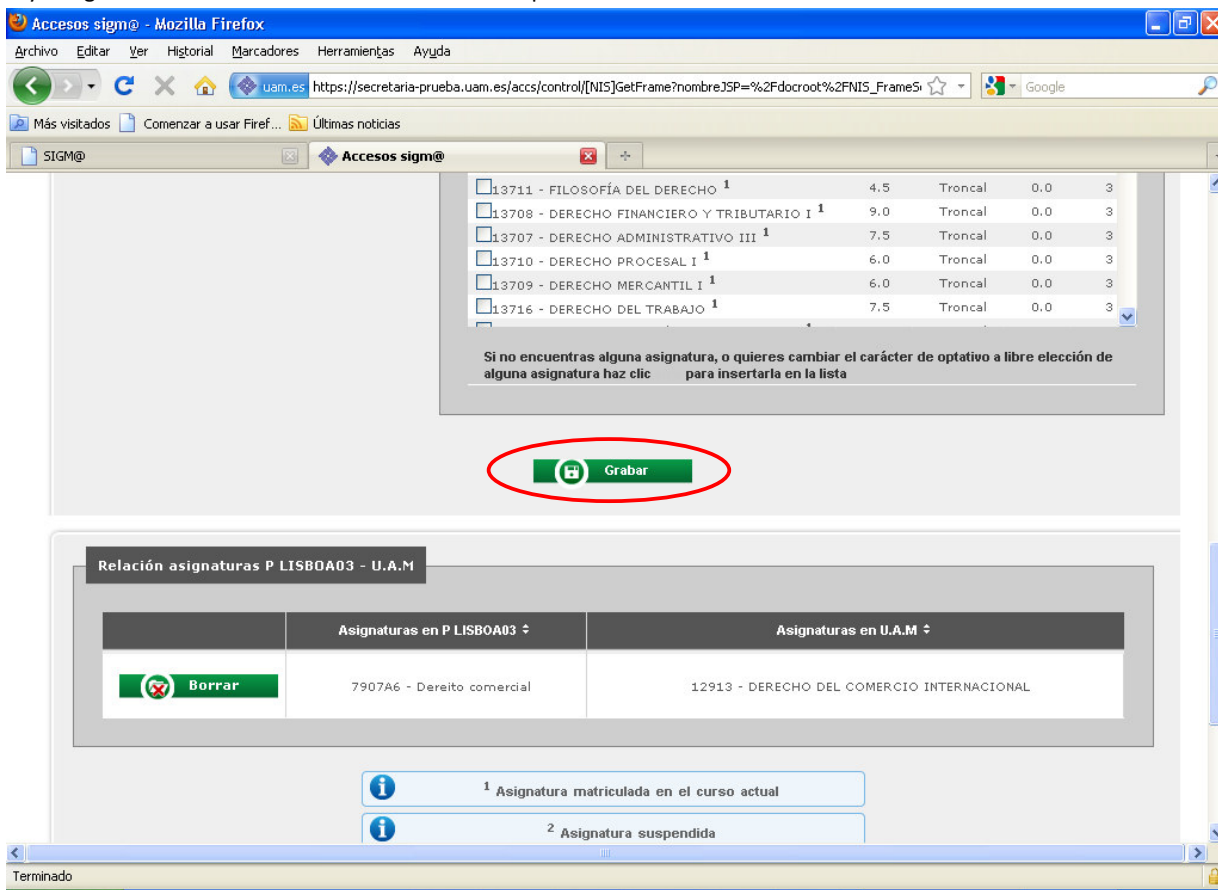 Accesos sigm@ - Mozilla Firefox
Archivo Editar Ver Historial Marcadores Herramientas Ayuda
uam.es https://secretaria-prueba.uam.es/accs/control/[NIS]GetFrame?nombreJSP=%2Fdocroot%2FNIS_FrameS Google
Más visitados Comenzar a usar Firef... Últimas noticias
SIGM@ Accesos sigm@
13711 - FILOSOFÍA DEL DERECHO 1 4.5 Troncal 0.0 3
13708 - DERECHO FINANCIERO Y TRIBUTARIO I 1 9.0 Troncal 0.0 3
13707 - DERECHO ADMINISTRATIVO III 1 7.5 Troncal 0.0 3
13710 - DERECHO PROCESAL I 1 6.0 Troncal 0.0 3
13709 - DERECHO MERCANTIL I 1 6.0 Troncal 0.0 3
13716 - DERECHO DEL TRABAJO 1 7.5 Troncal 0.0 3
Si no encuentras alguna asignatura, o quieres cambiar el carácter de optativo a libre elección de
alguna asignatura haz clic para insertarla en la lista
Grabar
Relación asignaturas P LISBOA03 - U.A.M
Asignaturas en P LISBOA03 Asignaturas en U.A.M
Borrar 7907A6 - Dereito comercial 12913 - DERECHO DEL COMERCIO INTERNACIONAL
1 Asignatura matriculada en el curso actual
2 Asignatura suspendida
Terminado